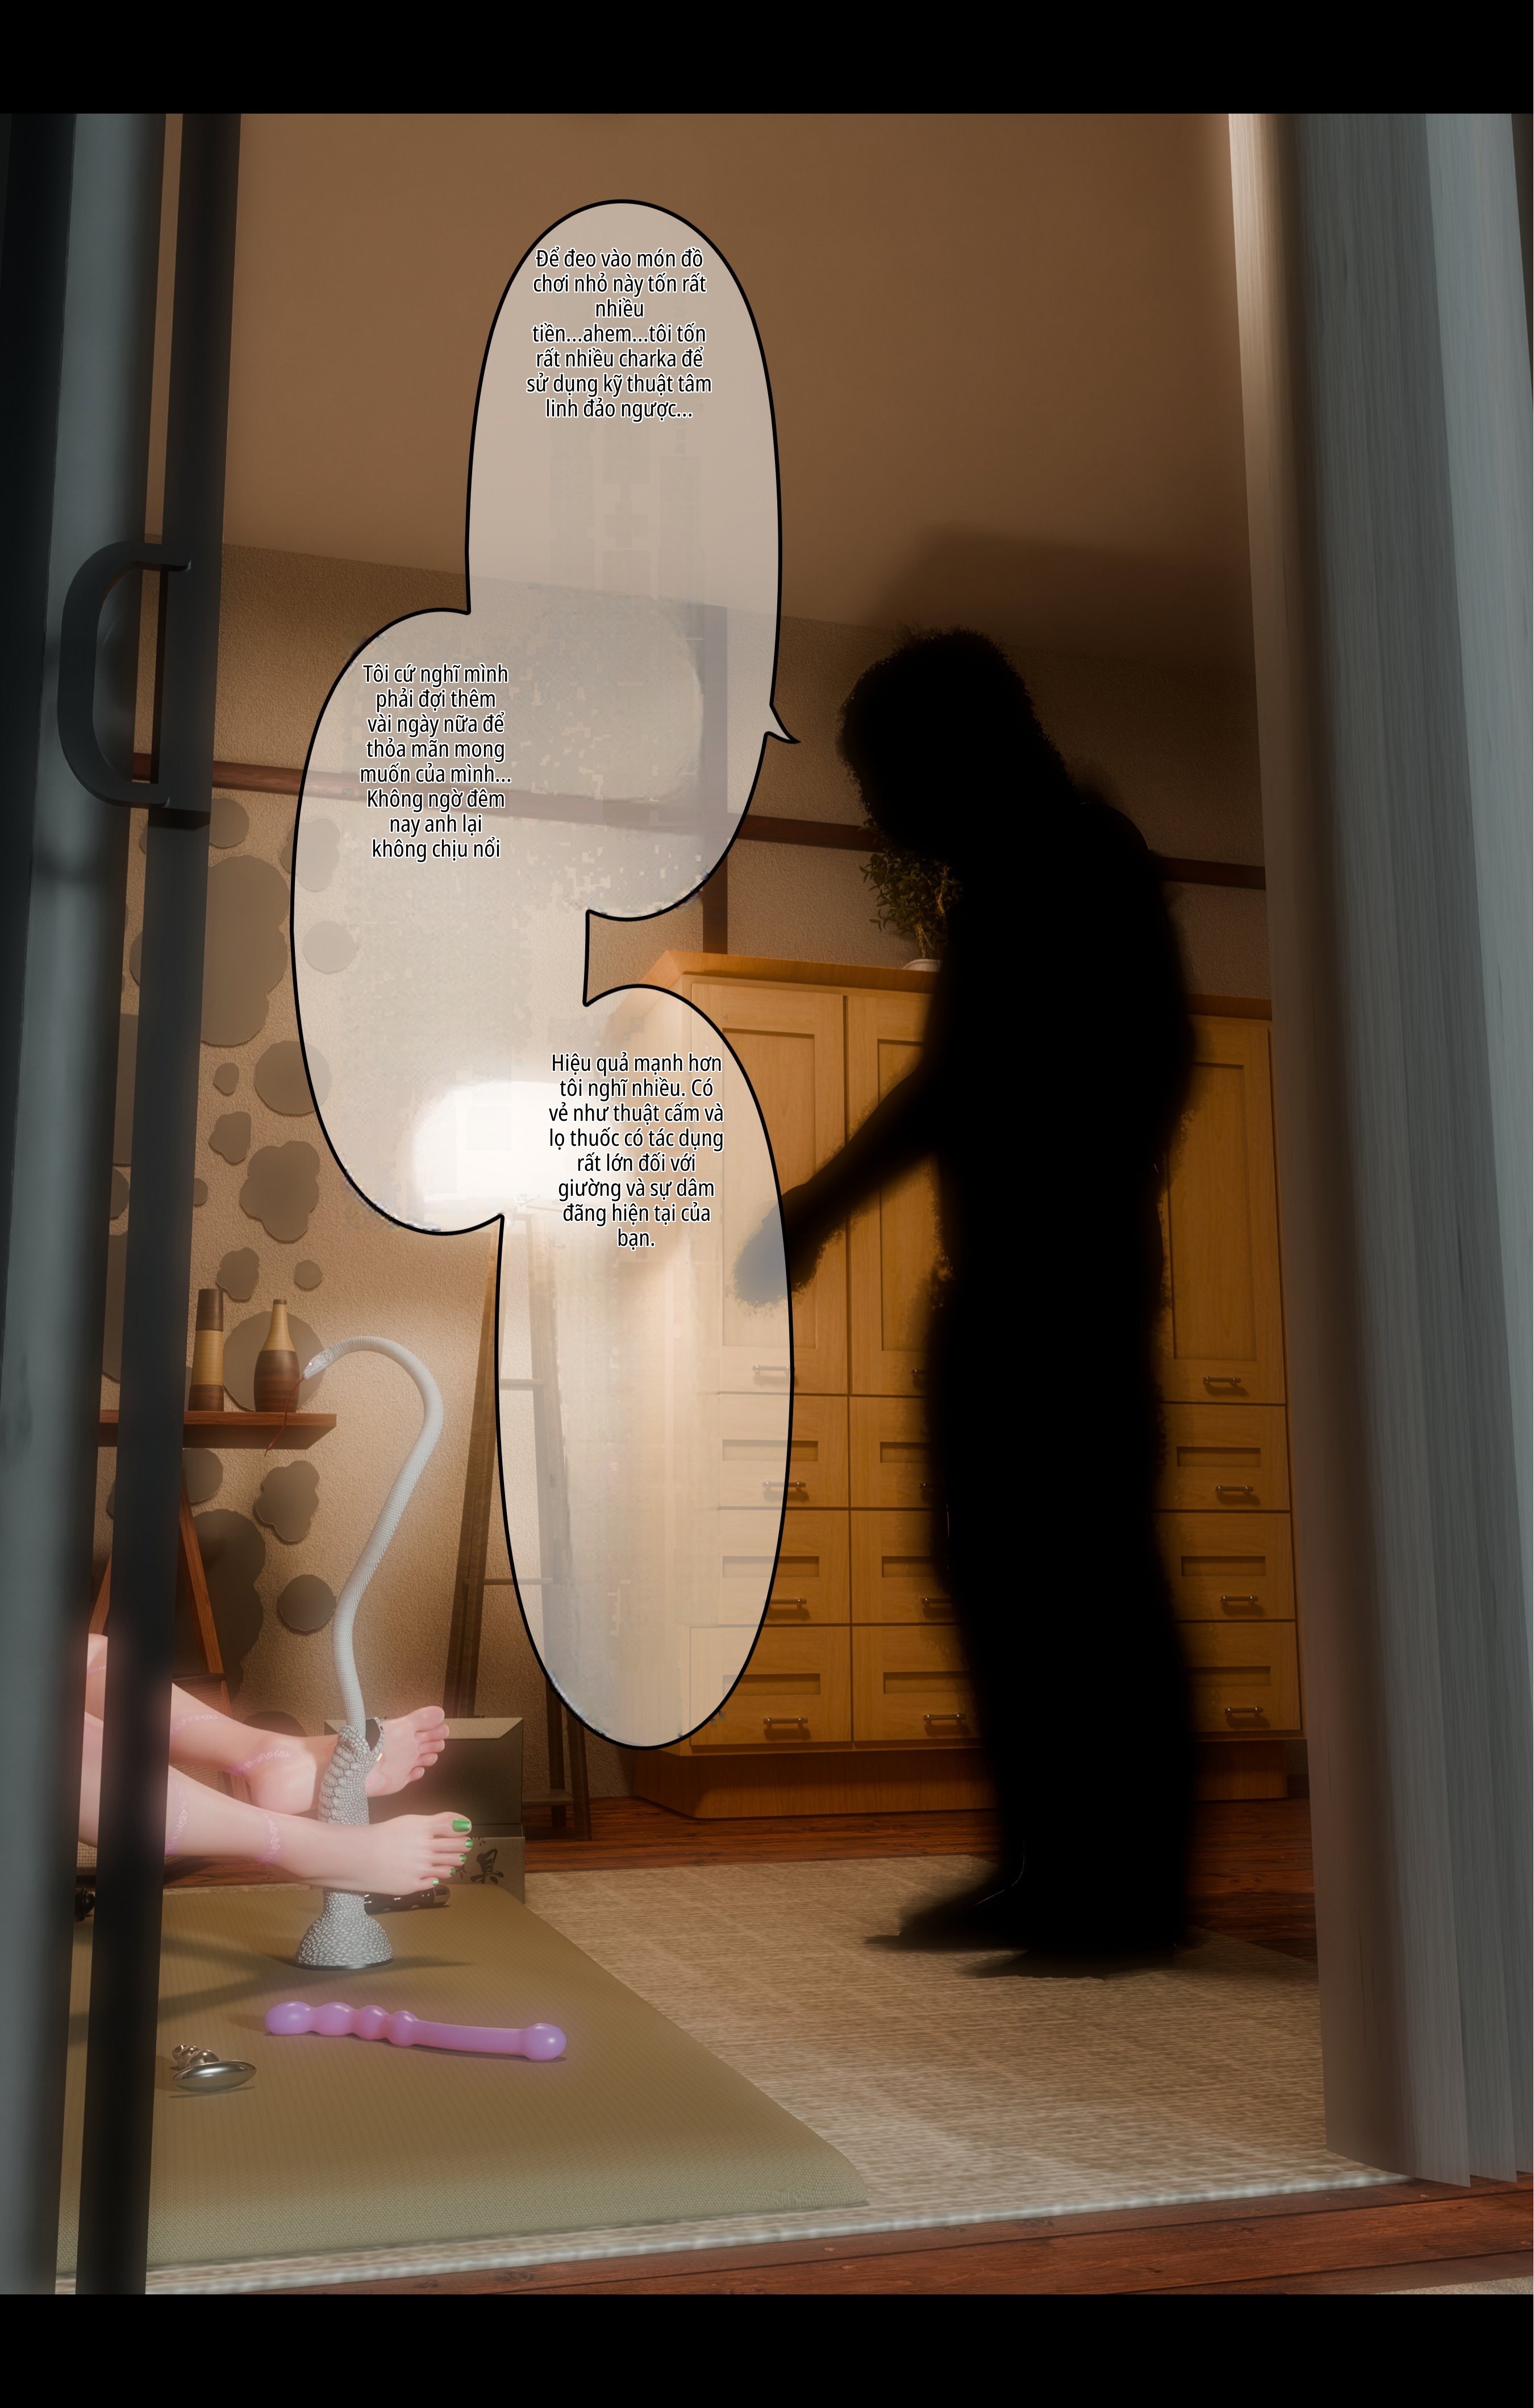 Để đeo vào món đồ
chơi nhỏ này tốn rất
nhiều
tiền...ahem...tôi tốn
rất nhiều charka để
sử dụng kỹ thuật tâm
linh đảo ngược...
Tôi cứ nghĩ mình
phải đợi thêm
vài ngày nữa để
thỏa mãn mong
muốn của mình...
Không ngờ đêm
nay anh lại
không chịu nổi
Hiệu quả mạnh hơn
tôi nghĩ nhiều. Có
vẻ như thuật cấm và
lọ thuốc có tác dụng
rất lớn đối với
giường và sự dâm
đãng hiện tại của
bạn.